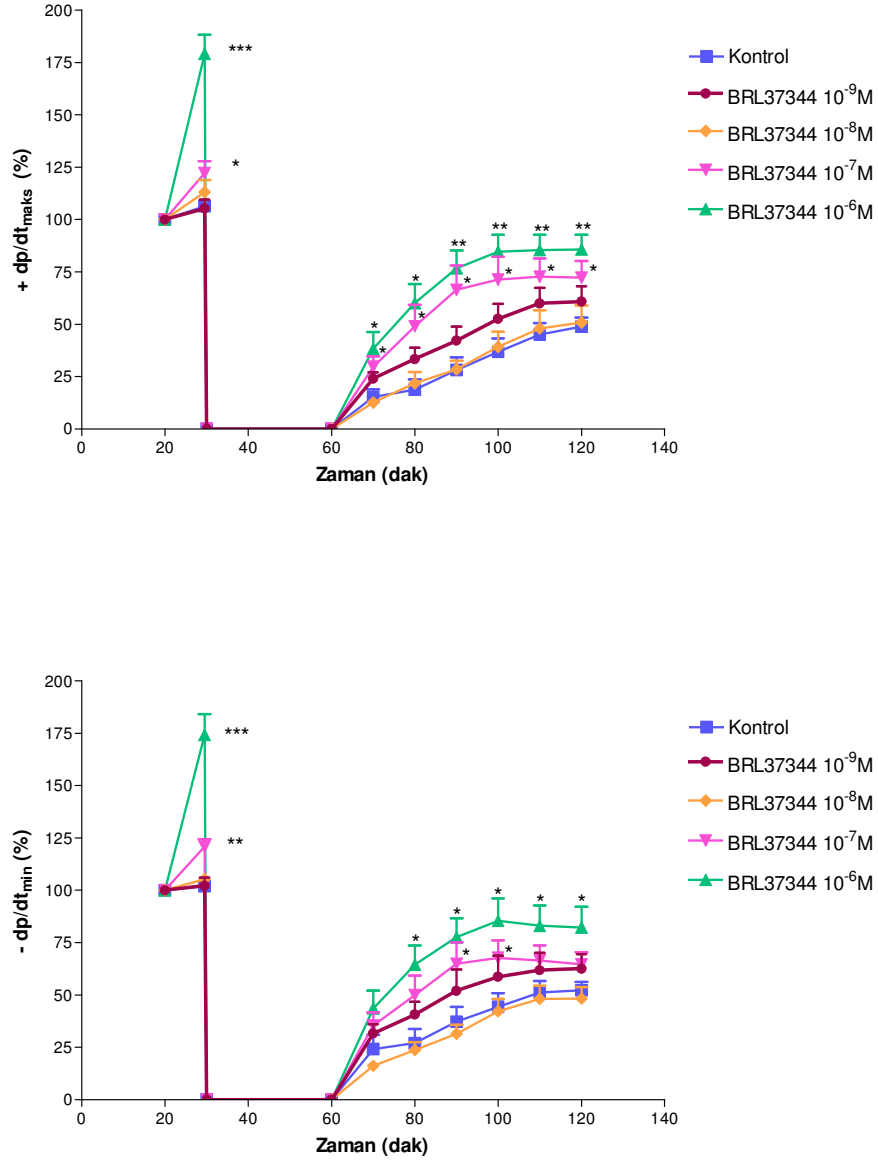 200
175
150
125
100
75
50
25
0
+ dp/dt_maks (%)
***
*
* * ** ** ** **
* * * * * *
0 20 40 60 80 100 120 140
Zaman (dak)
Kontrol
BRL37344 10⁻⁹M
BRL37344 10⁻⁸M
BRL37344 10⁻⁷M
BRL37344 10⁻⁶M
200
175
150
125
100
75
50
25
0
- dp/dt_min (%)
***
**
* * * * *
* *
0 20 40 60 80 100 120 140
Zaman (dak)
Kontrol
BRL37344 10⁻⁹M
BRL37344 10⁻⁸M
BRL37344 10⁻⁷M
BRL37344 10⁻⁶M